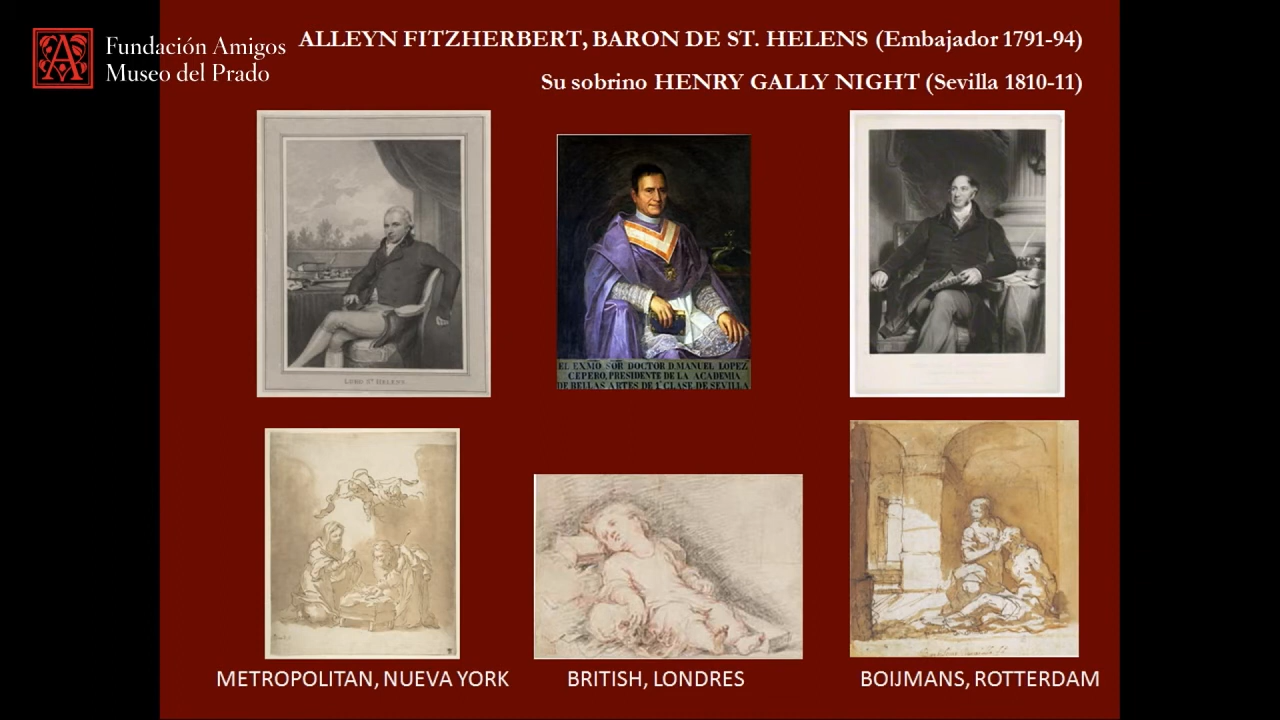 Fundación Amigos
Museo del Prado
ALLEYN FITZHERBERT, BARON DE ST. HELENS (Embajador 1791-94)
Su sobrino HENRY GALLY NIGHT (Sevilla 1810-11)
LORD ST HELENS.
EL EXMO. SOR. DOCTOR D. MANUEL LOPEZ
CEPERO, PRESIDENTE DE LA ACADEMIA
DE BELLAS ARTES DE 1ª CLASE DE SEVILLA
METROPOLITAN, NUEVA YORK
BRITISH, LONDRES
BOIJMANS, ROTTERDAM